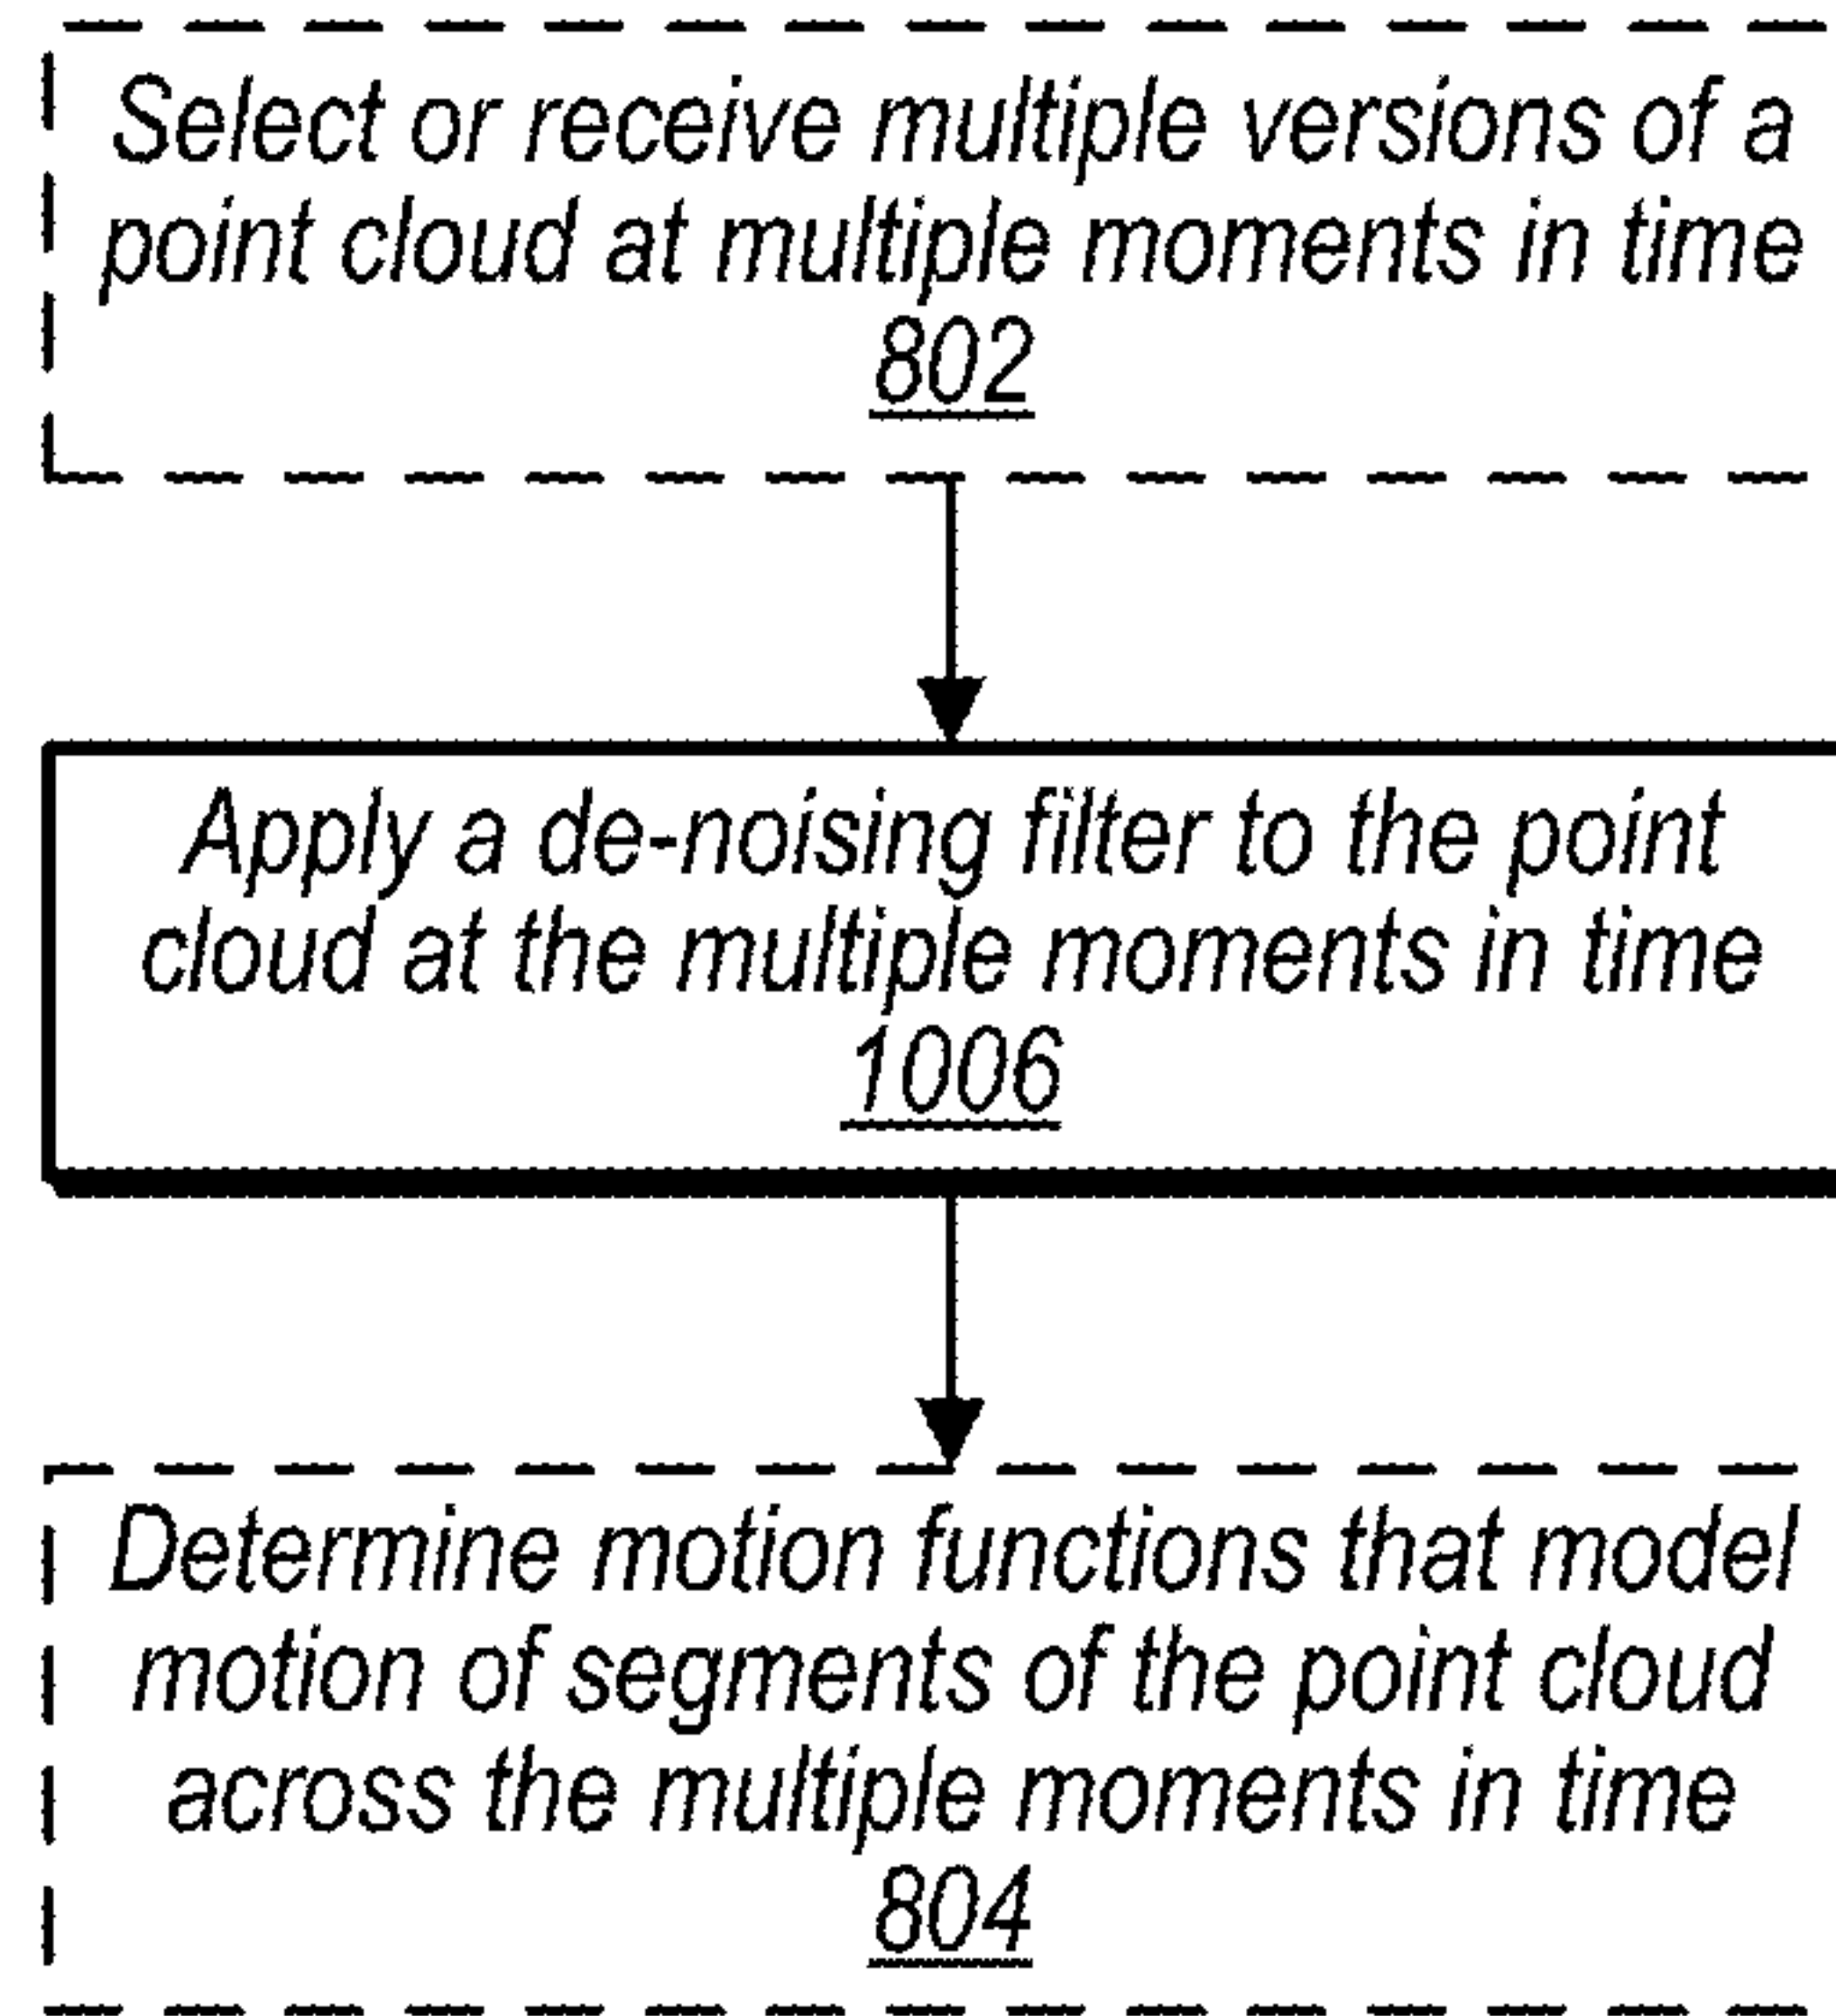 Select or receive multiple versions of a
point cloud at multiple moments in time
802
Apply a de-noising filter to the point
cloud at the multiple moments in time
1006
Determine motion functions that model
motion of segments of the point cloud
across the multiple moments in time
804